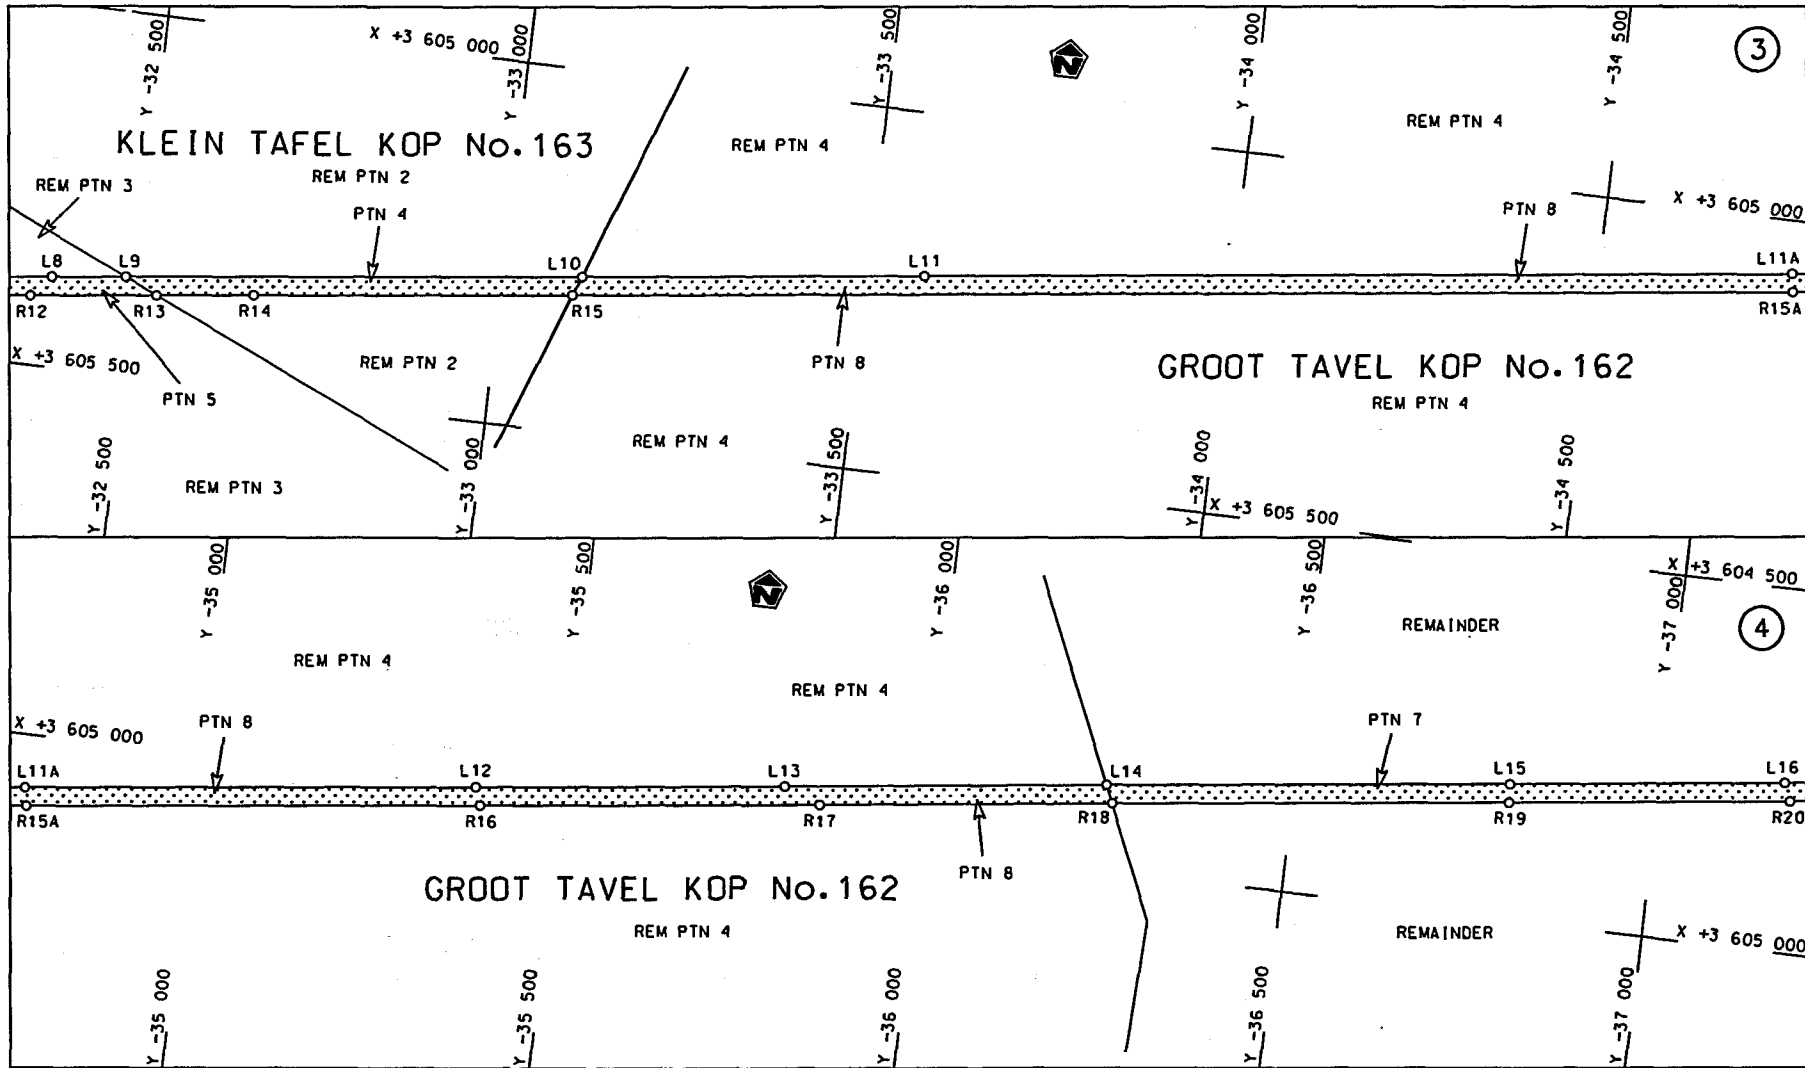 Y -32 500
X +3 605 000
Y -33 000
Y -33 500
N
Y -34 000
Y -34 500
3
KLEIN TAFEL KOP No.163
REM PTN 4
REM PTN 4
REM PTN 3
REM PTN 2
PTN 4
PTN 8
X +3 605 000
L8
L9
L10
L11
L11A
R12
R13
R14
R15
R15A
X +3 605 500
REM PTN 2
PTN 8
GROOT TAVEL KOP No.162
PTN 5
REM PTN 4
REM PTN 4
REM PTN 3
Y -32 500
Y -33 000
Y -33 500
Y -34 000
X +3 605 500
Y -34 500
Y -35 000
Y -35 500
N
Y -36 000
Y -36 500
X +3 604 500
Y -37 000
4
REMAINDER
REM PTN 4
REM PTN 4
X +3 605 000
PTN 8
PTN 7
L11A
L12
L13
L14
L15
L16
R15A
R16
R17
R18
R19
R20
PTN 8
GROOT TAVEL KOP No.162
REM PTN 4
REMAINDER
X +3 605 000
Y -35 000
Y -35 500
Y -36 000
Y -36 500
Y -37 000